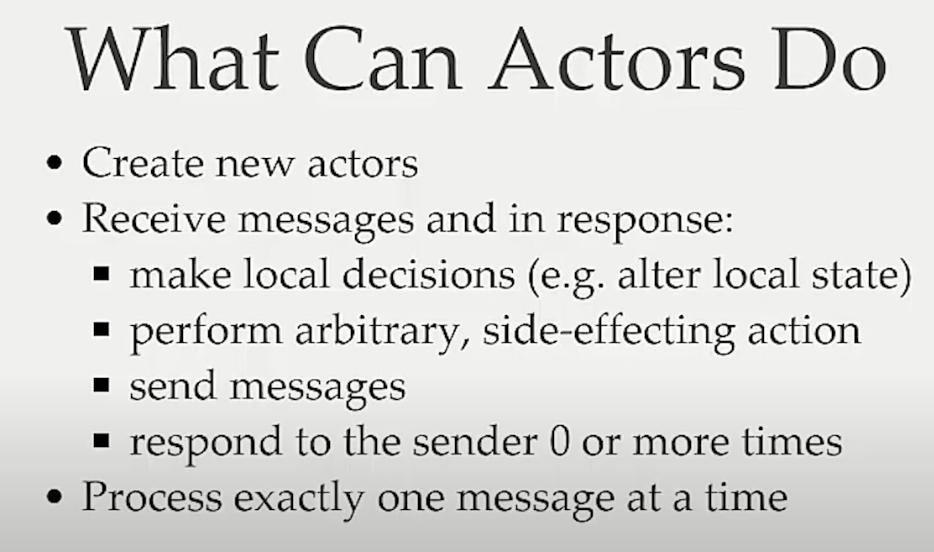 What Can Actors Do
• Create new actors
• Receive messages and in response:
▪ make local decisions (e.g. alter local state)
▪ perform arbitrary, side-effecting action
▪ send messages
▪ respond to the sender 0 or more times
• Process exactly one message at a time